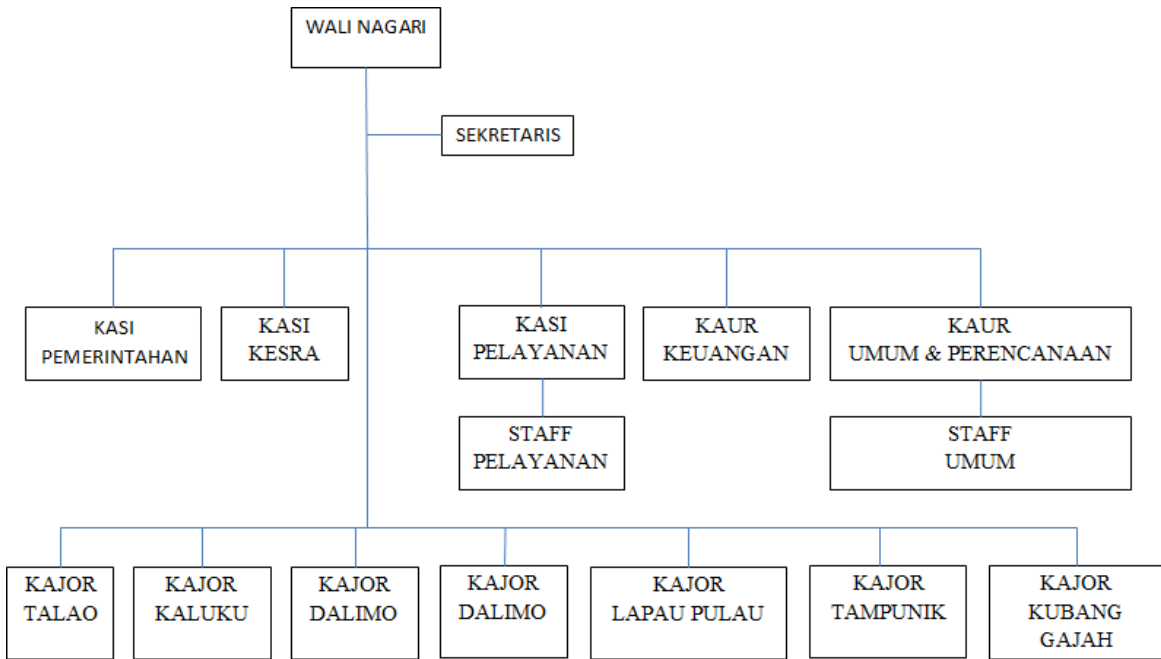 WALI NAGARI
SEKRETARIS
KASI
PEMERINTAHAN
KASI
KESRA
KASI
PELAYANAN
KAUR
KEUANGAN
KAUR
UMUM & PERENCANAAN
STAFF
PELAYANAN
STAFF
UMUM
KAJOR
TALAO
KAJOR
KALUKU
KAJOR
DALIMO
KAJOR
DALIMO
KAJOR
LAPAU PULAU
KAJOR
TAMPUNIK
KAJOR
KUBANG
GAJAH